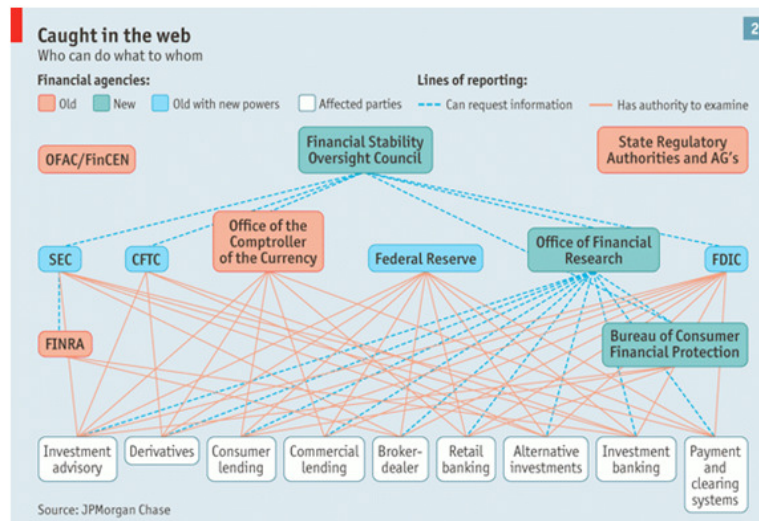 Caught in the web
2
Who can do what to whom
Financial agencies:
Lines of reporting:
Old
New
Old with new powers
Affected parties
Can request information
Has authority to examine
OFAC/FinCEN
Financial Stability
Oversight Council
State Regulatory
Authorities and AG's
SEC
CFTC
Office of the
Comptroller
of the Currency
Federal Reserve
Office of Financial
Research
FDIC
FINRA
Bureau of Consumer
Financial Protection
Investment
advisory
Derivatives
Consumer
lending
Commercial
lending
Broker-
dealer
Retail
banking
Alternative
investments
Investment
banking
Payment
and
clearing
systems
Source: JPMorgan Chase